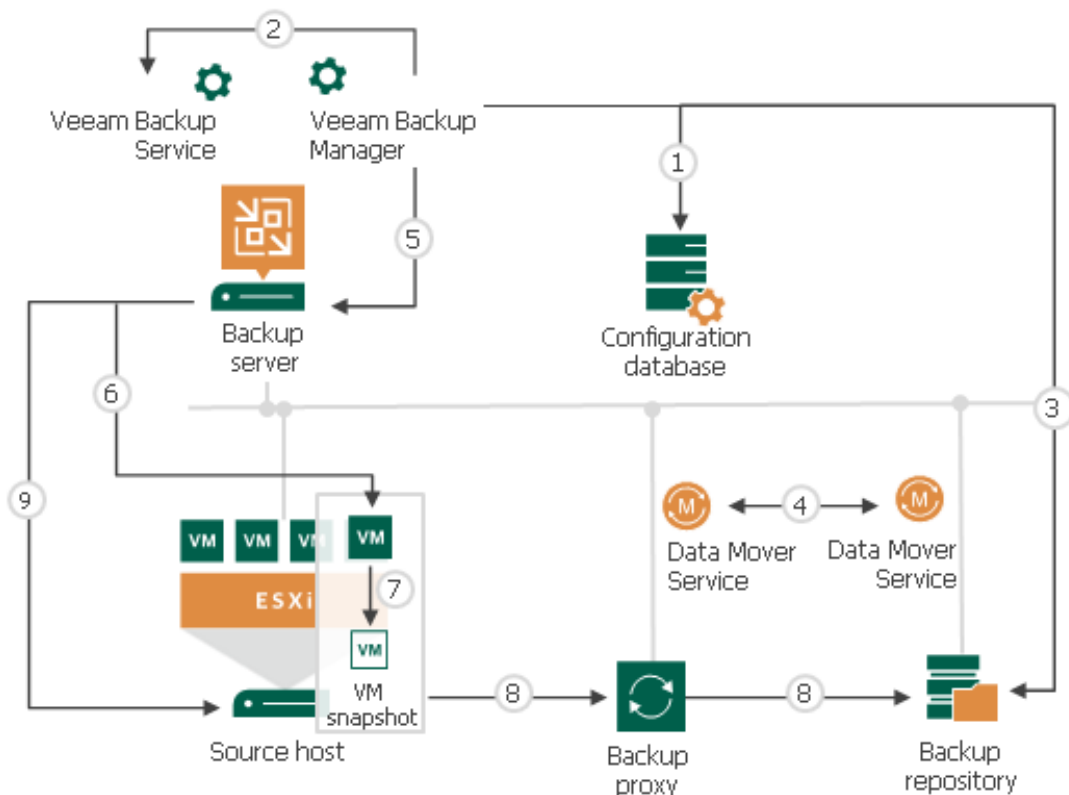 2
Veeam Backup
Service
Veeam Backup
Manager
1
5
Backup
server
Configuration
database
6
3
9
VM
VM
VM
VM
M
4
M
Data Mover
Service
Data Mover
Service
ESXi
7
VM
VM
snapshot
8
8
Source host
Backup
proxy
Backup
repository